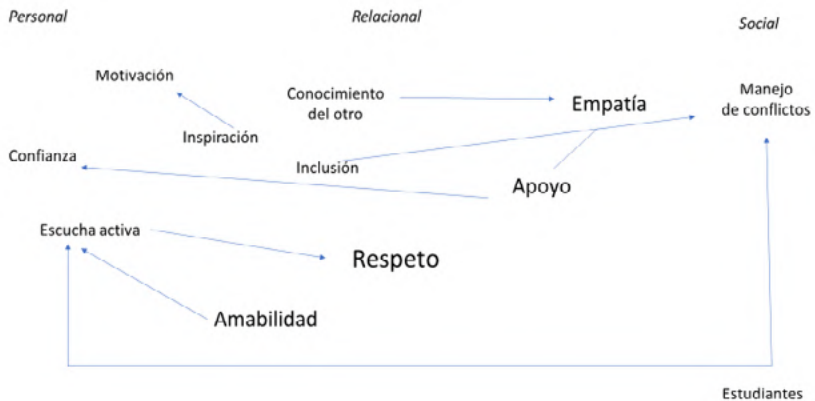 Personal
Relacional
Social
Motivación
Conocimiento
del otro
Empatía
Manejo
de conflictos
Inspiración
Confianza
Inclusión
Apoyo
Escucha activa
Respeto
Amabilidad
Estudiantes